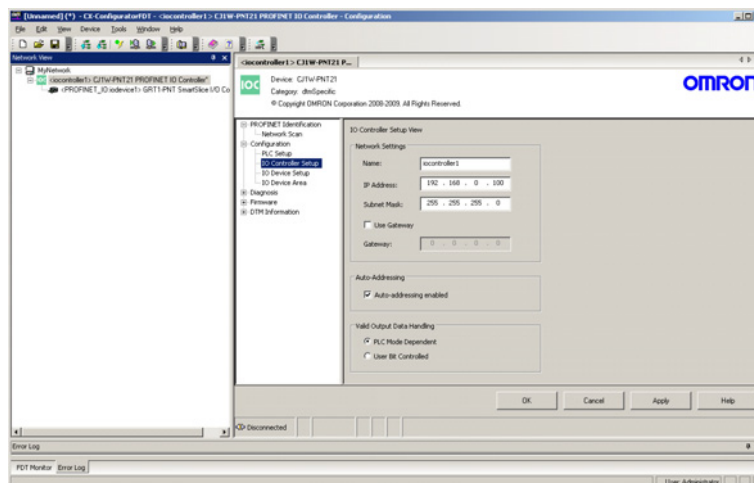 [Unnamed] (*) - CX-ConfiguratorFDT - <iocontroller1> CJ1W-PNT21 PROFINET IO Controller - Configuration
File Edit View Device Tools Window Help
Network View
MyNetwork
<iocontroller1> CJ1W-PNT21 PROFINET IO Controller*
<PROFINET_IO:iodevice1> GRT1-PNT SmartSlice I/O Co
<iocontroller1> CJ1W-PNT21 P...
IOC
Device: CJ1W-PNT21
Category: dtmSpecific
© Copyright OMRON Corporation 2008-2009. All Rights Reserved.
OMRON
PROFINET Identification
Network Scan
Configuration
PLC Setup
IO Controller Setup
IO Device Setup
IO Device Area
Diagnosis
Firmware
DTM Information
IO Controller Setup View
Network Settings
Name: iocontroller1
IP Address: 192 . 168 . 0 . 100
Subnet Mask: 255 . 255 . 255 . 0
Use Gateway
Gateway: 0 . 0 . 0 . 0
Auto-Addressing
Auto-addressing enabled
Valid Output Data Handling
PLC Mode Dependent
User Bit Controlled
OK Cancel Apply Help
Disconnected
Error Log
FDT Monitor Error Log
User: Administrator